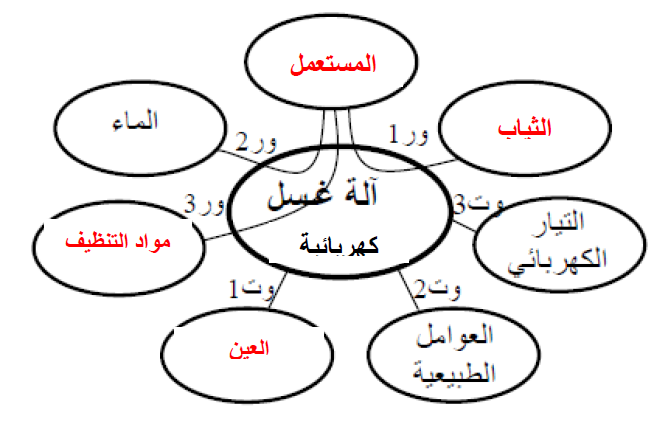 المستعمل
الماء
الثياب
ور2
ور1
آلة غسل
كهربائية
ور3
وت3
مواد التنظيف
التيار
الكهربائي
وت1
وت2
العين
العوامل
الطبيعية